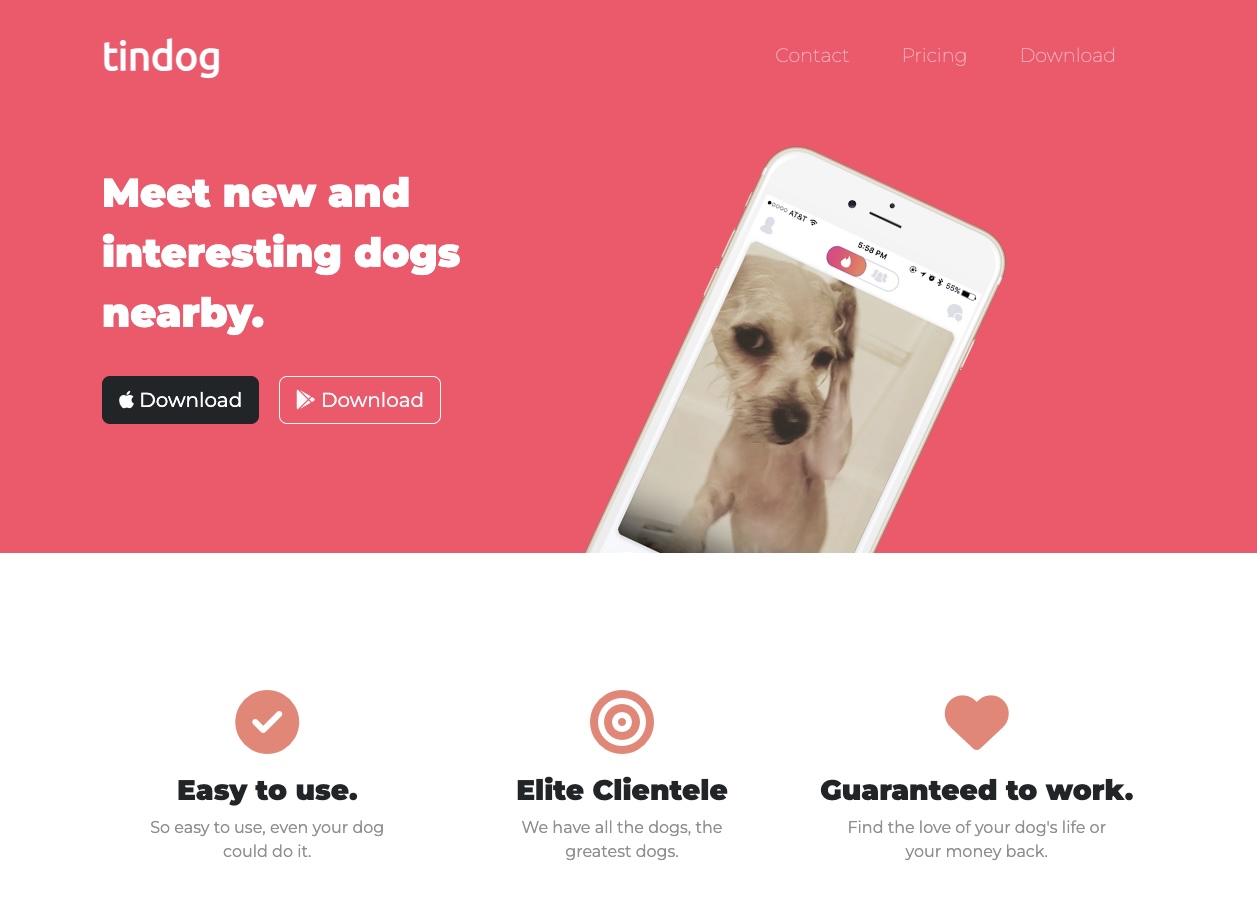 tindog
Contact Pricing Download
Meet new and
interesting dogs
nearby.
Download Download
AT&T 5:58 PM 55%
Easy to use. Elite Clientele Guaranteed to work.
So easy to use, even your dog We have all the dogs, the Find the love of your dog's life or
could do it. greatest dogs. your money back.